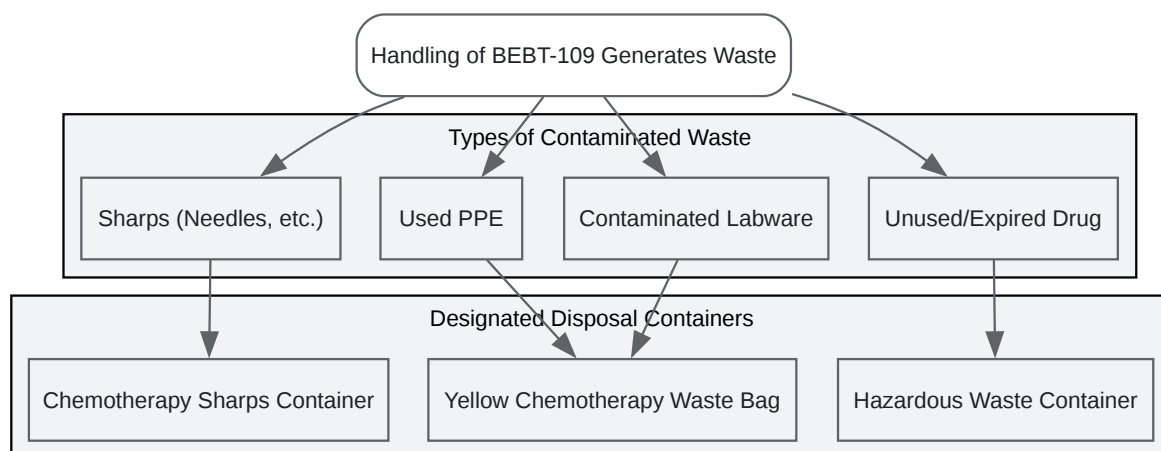 Handling of BEBT-109 Generates Waste
Types of Contaminated Waste
Sharps (Needles, etc.)
Used PPE
Contaminated Labware
Unused/Expired Drug
Designated Disposal Containers
Chemotherapy Sharps Container
Yellow Chemotherapy Waste Bag
Hazardous Waste Container